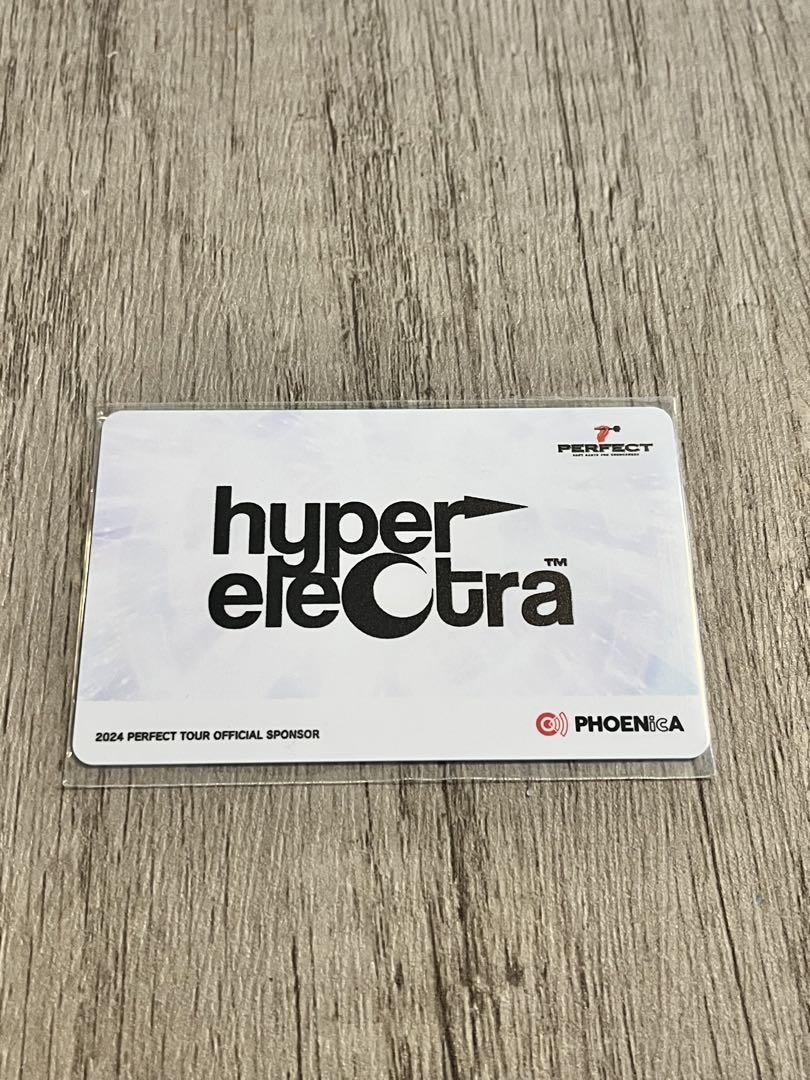 PERFECT
hyper
electra™
2024 PERFECT TOUR OFFICIAL SPONSOR
PHOENicA